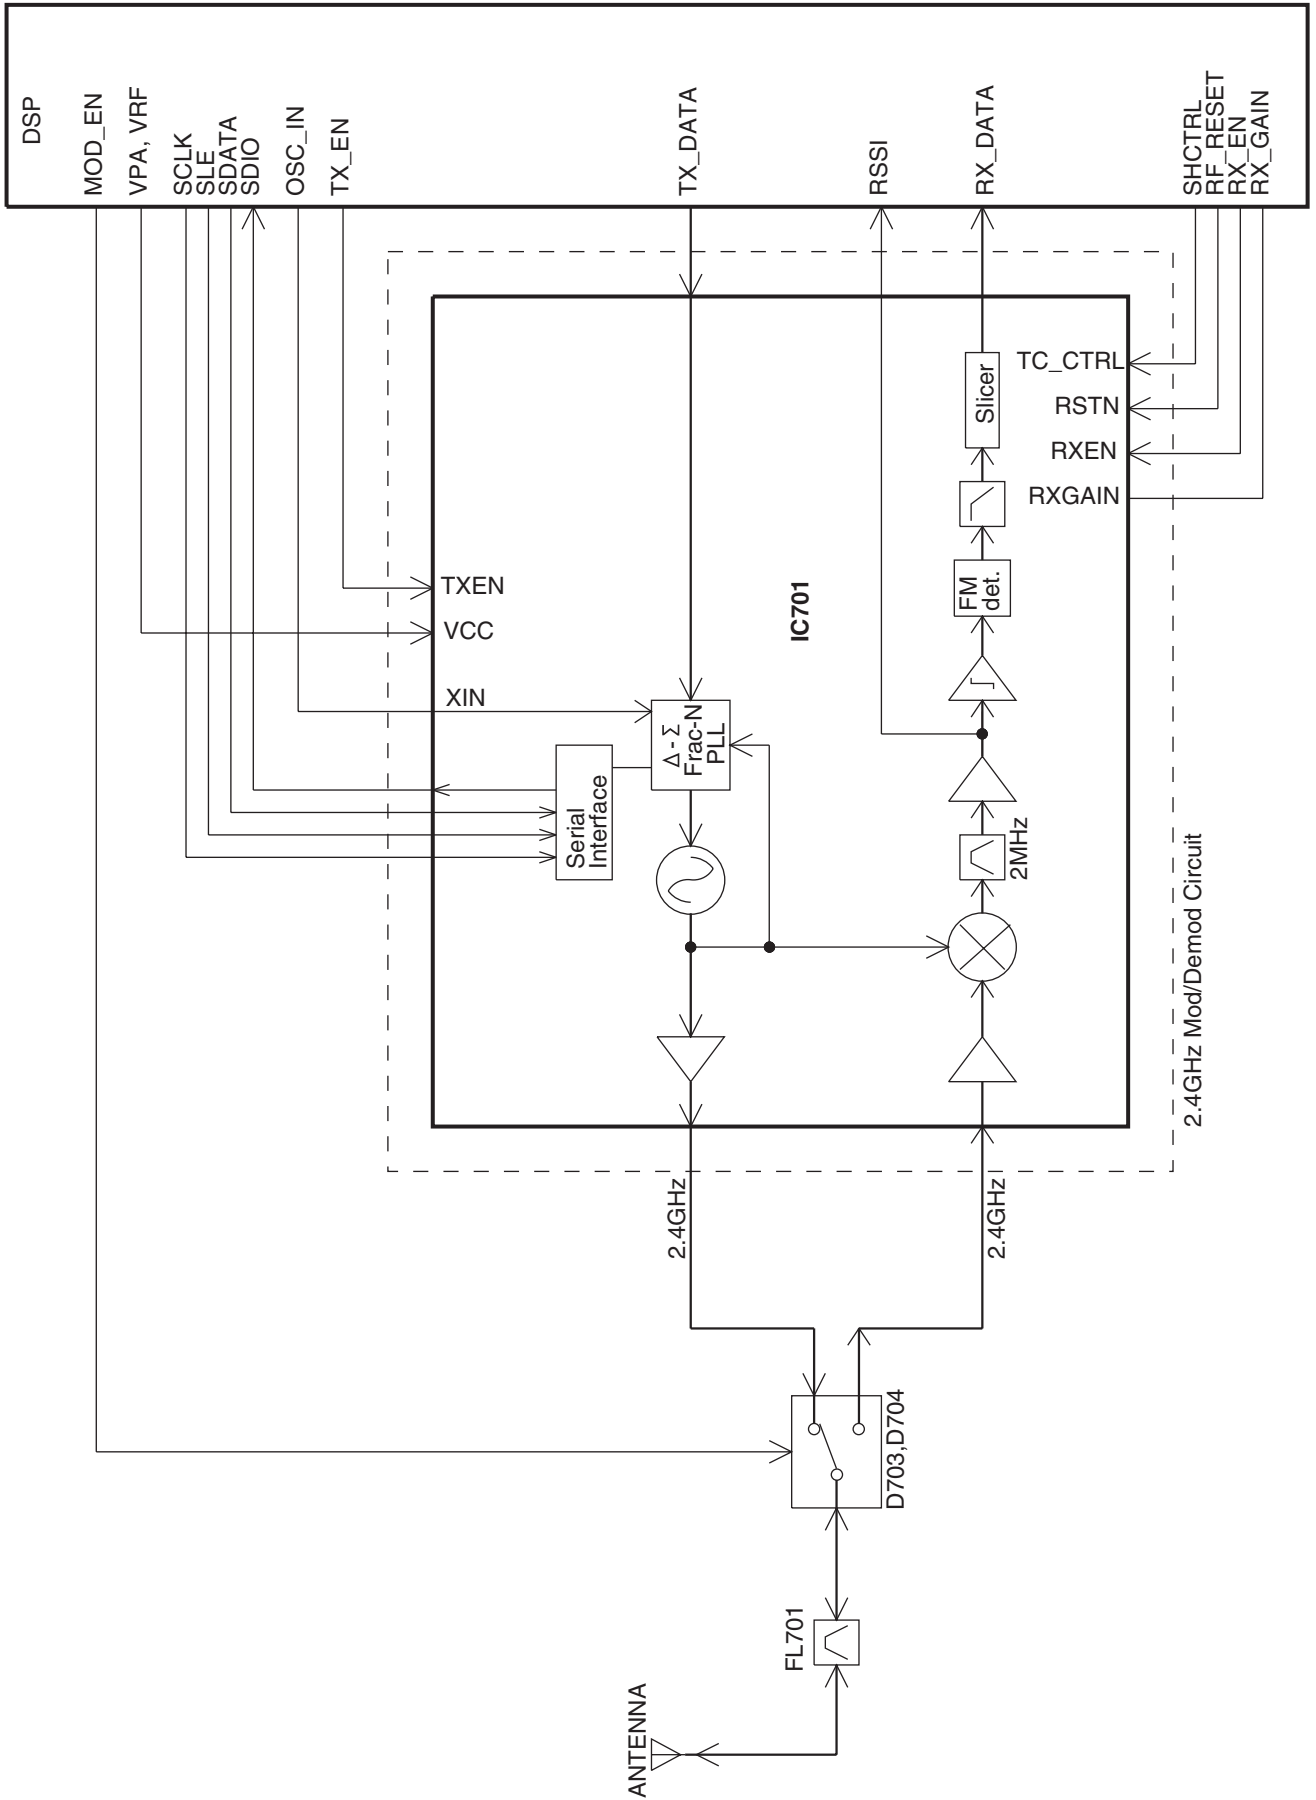 DSP
MOD_EN
VPA, VRF
SCLK
SLE
SDATA
SDIO
OSC_IN
TX_EN
TX_DATA
RSSI
RX_DATA
SHCTRL
RF_RESET
RX_EN
RX_GAIN
TC_CTRL
RSTN
RXEN
RXGAIN
Slicer
FM
det.
IC701
TXEN
VCC
XIN
Δ - Σ
Frac-N
PLL
Serial
Interface
2MHz
2.4GHz Mod/Demod Circuit
2.4GHz
2.4GHz
D703,D704
FL701
ANTENNA